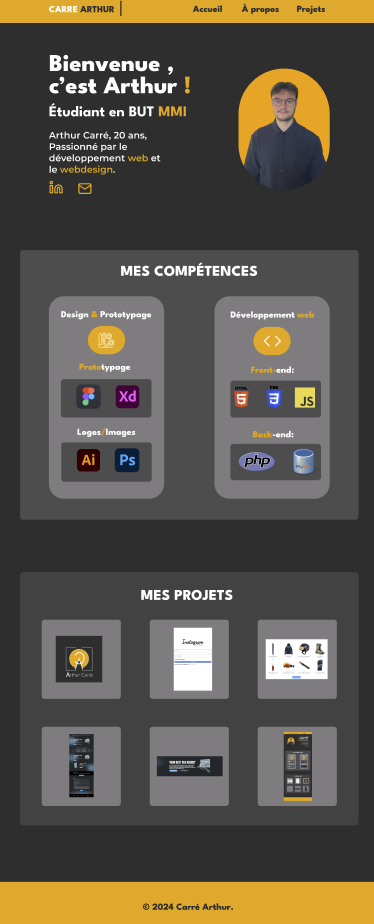 CARRE ARTHUR
Accueil À propos Projets
Bienvenue ,
c’est Arthur !
Étudiant en BUT MMI
Arthur Carré, 20 ans,
Passionné par le
développement web et
le webdesign.
MES COMPÉTENCES
Design & Prototypage
Prototypage
Xd
Logos/Images
Ai Ps
Développement web
Front-end:
HTML CSS
5 3 JS
Back-end:
php
MES PROJETS
Arthur Carré
Instagram
© 2024 Carré Arthur.